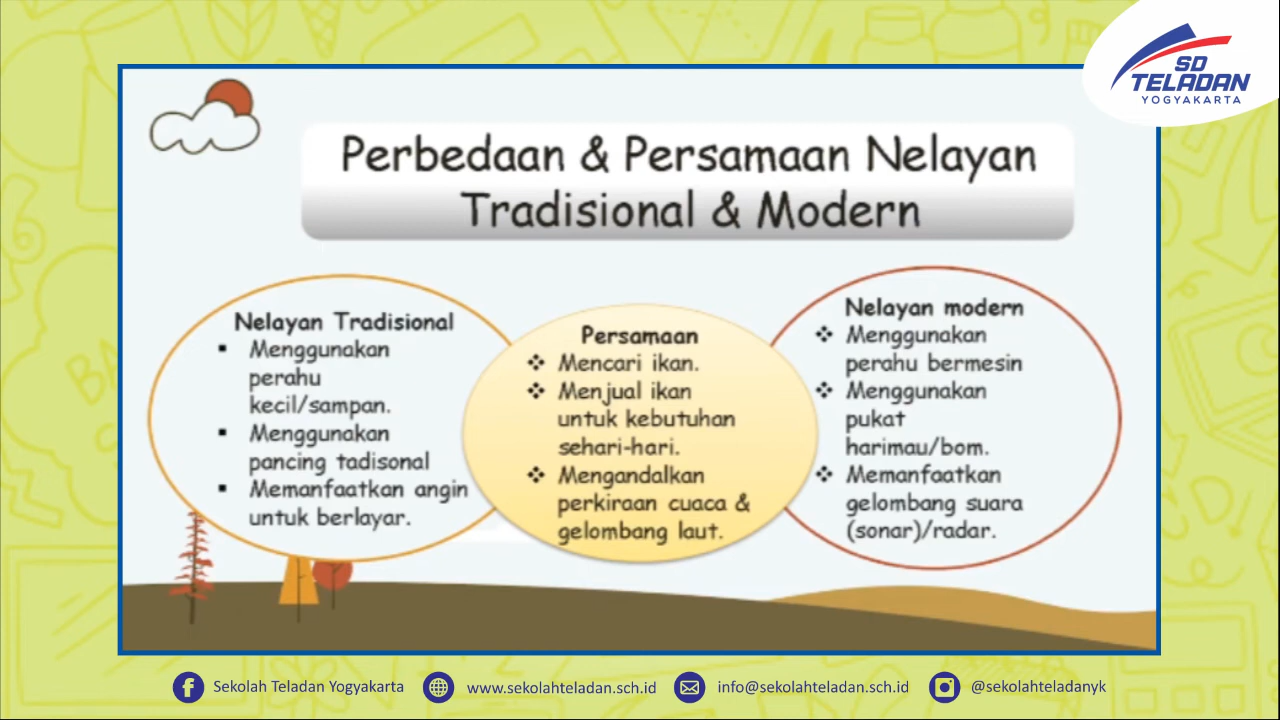 SD
TELADAN
YOGYAKARTA
Perbedaan & Persamaan Nelayan
Tradisional & Modern
Nelayan Tradisional
▪ Menggunakan
perahu
kecil/sampan.
▪ Menggunakan
pancing tadisonal
▪ Memanfaatkan angin
untuk berlayar.
Persamaan
❖ Mencari ikan.
❖ Menjual ikan
untuk kebutuhan
sehari-hari.
❖ Mengandalkan
perkiraan cuaca &
gelombang laut.
Nelayan modern
❖ Menggunakan
perahu bermesin
❖ Menggunakan
pukat
harimau/bom.
❖ Memanfaatkan
gelombang suara
(sonar)/radar.
Sekolah Teladan Yogyakarta
www.sekolahteladan.sch.id
info@sekolahteladan.sch.id
@sekolahteladanyk